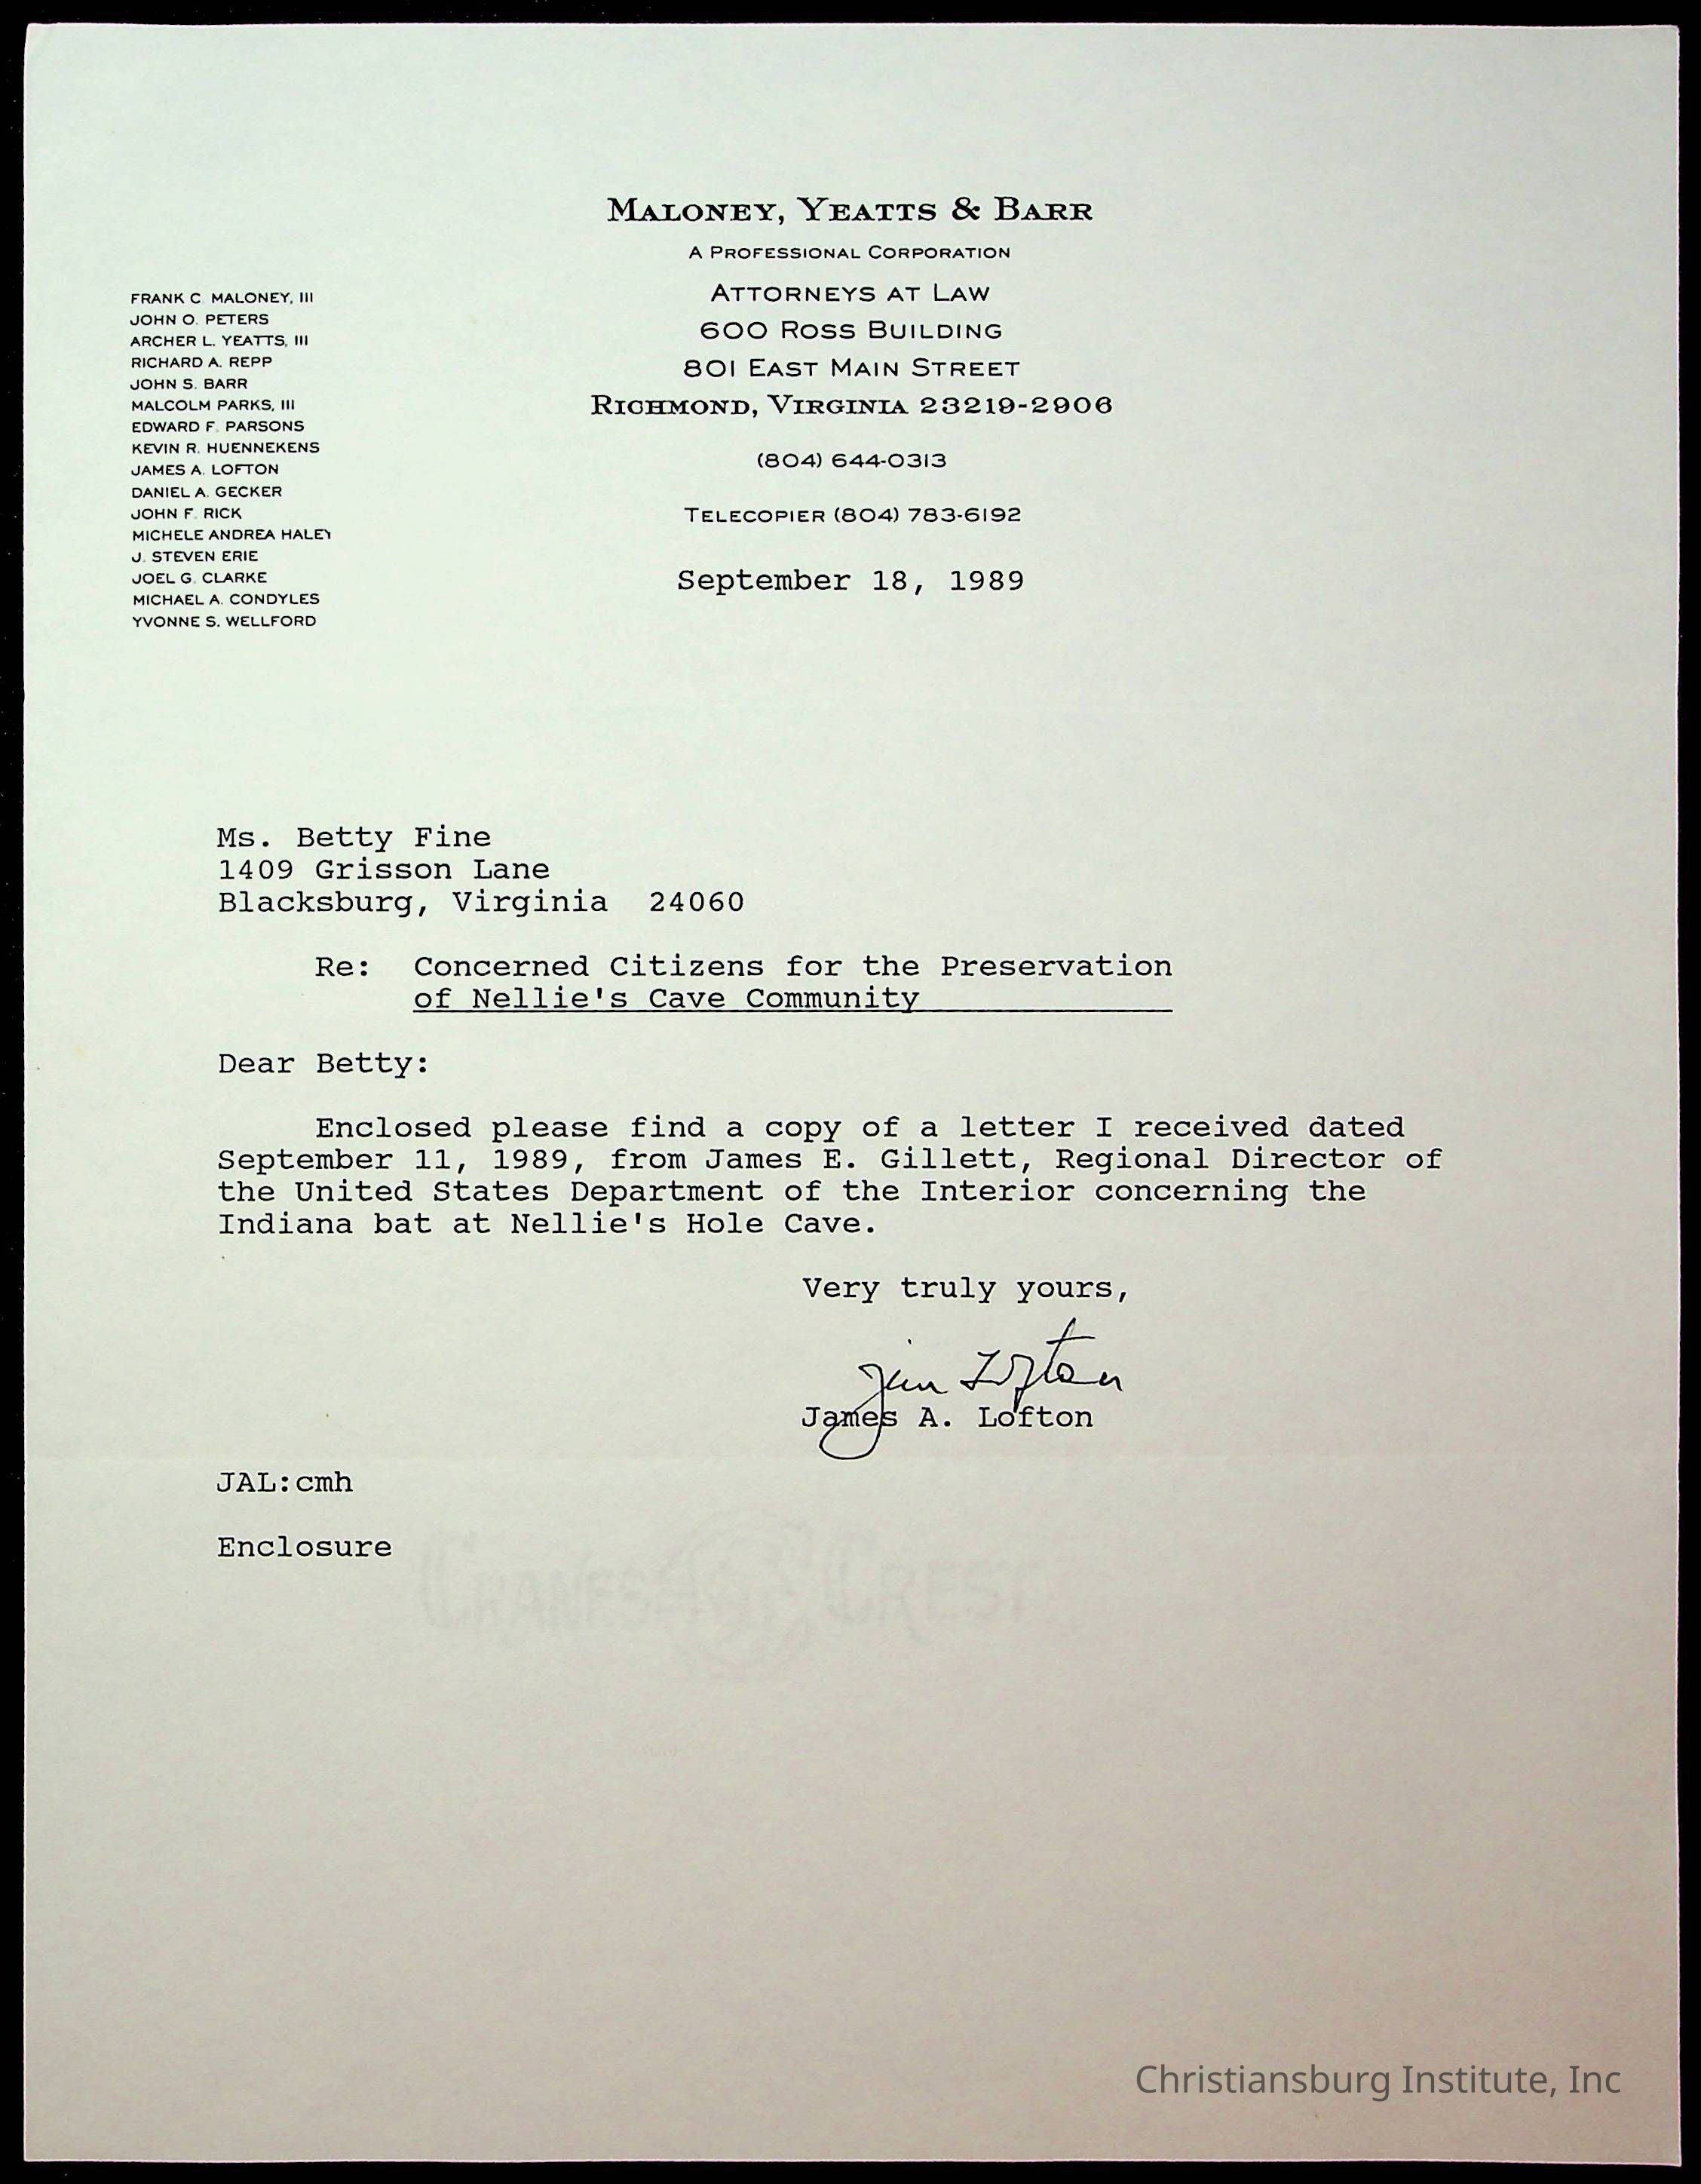 MALONEY, YEATTS & BARR
A PROFESSIONAL CORPORATION
ATTORNEYS AT LAW
600 ROSS BUILDING
801 EAST MAIN STREET
RICHMOND, VIRGINIA 23219-2906
(804) 644-0313
TELECOPIER (804) 783-6192
FRANK C. MALONEY, III
JOHN O. PETERS
ARCHER L. YEATTS, III
RICHARD A. REPP
JOHN S. BARR
MALCOLM PARKS, III
EDWARD F. PARSONS
KEVIN R. HUENNEKENS
JAMES A. LOFTON
DANIEL A. GECKER
JOHN F. RICK
MICHELE ANDREA HALEY
J. STEVEN ERIE
JOEL G. CLARKE
MICHAEL A. CONDYLES
YVONNE S. WELLFORD
September 18, 1989
Ms. Betty Fine
1409 Grisson Lane
Blacksburg, Virginia 24060
Re: Concerned Citizens for the Preservation
of Nellie's Cave Community
Dear Betty:
Enclosed please find a copy of a letter I received dated
September 11, 1989, from James E. Gillett, Regional Director of
the United States Department of the Interior concerning the
Indiana bat at Nellie's Hole Cave.
Very truly yours,
Jim Lofton
James A. Lofton
JAL:cmh
Enclosure
CRANE'S CREST
Christiansburg Institute, Inc